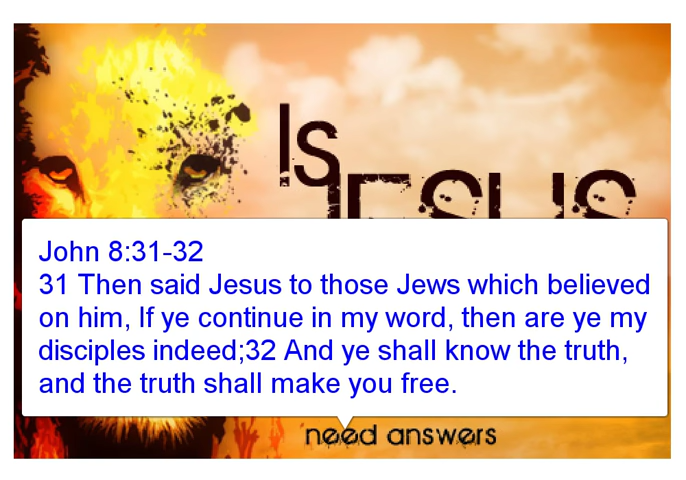 Is
JESUS
John 8:31-32
31 Then said Jesus to those Jews which believed
on him, If ye continue in my word, then are ye my
disciples indeed;32 And ye shall know the truth,
and the truth shall make you free.
need answers